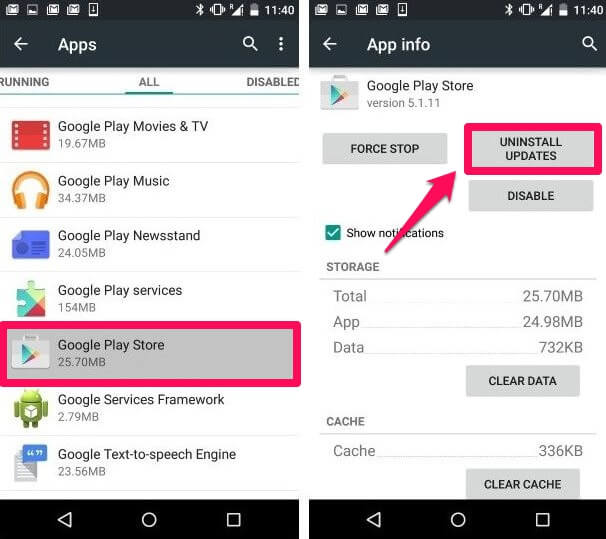 11:40
Apps
RUNNING
ALL
DISABLED
Google Play Movies & TV
19.67MB
Google Play Music
34.37MB
Google Play Newsstand
24.05MB
Google Play services
154MB
Google Play Store
25.70MB
Google Services Framework
2.79MB
Google Text-to-speech Engine
23.56MB
11:40
App info
Google Play Store
version 5.1.11
FORCE STOP
UNINSTALL
UPDATES
DISABLE
Show notifications
STORAGE
Total 25.70MB
App 24.98MB
Data 732KB
CLEAR DATA
CACHE
Cache 336KB
CLEAR CACHE